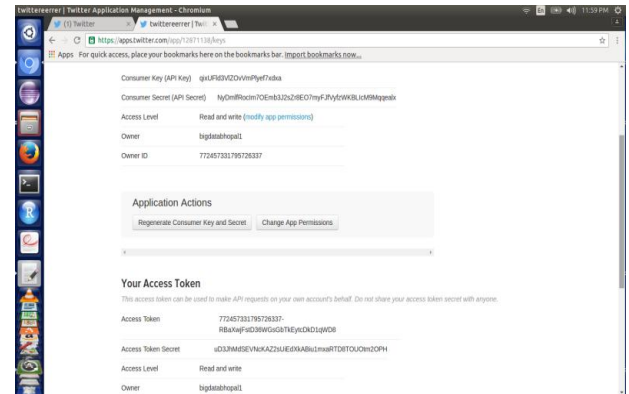 twittereerrer | Twitter Application Management - Chromium
En
11:59 PM
(1) Twitter
twittereerrer | Twit
https://apps.twitter.com/app/12871138/keys
Apps For quick access, place your bookmarks here on the bookmarks bar. Import bookmarks now...
Consumer Key (API Key)
Consumer Secret (API Secret)
Access Level Read and write (modify app permissions)
Owner bigdatabhopal1
Owner ID 772457331795726337
Application Actions
Regenerate Consumer Key and Secret Change App Permissions
Your Access Token
This access token can be used to make API requests on your own account's behalf. Do not share your access token secret with anyone.
Access Token 772457331795726337-
Access Token Secret
Access Level Read and write
Owner bigdatabhopal1